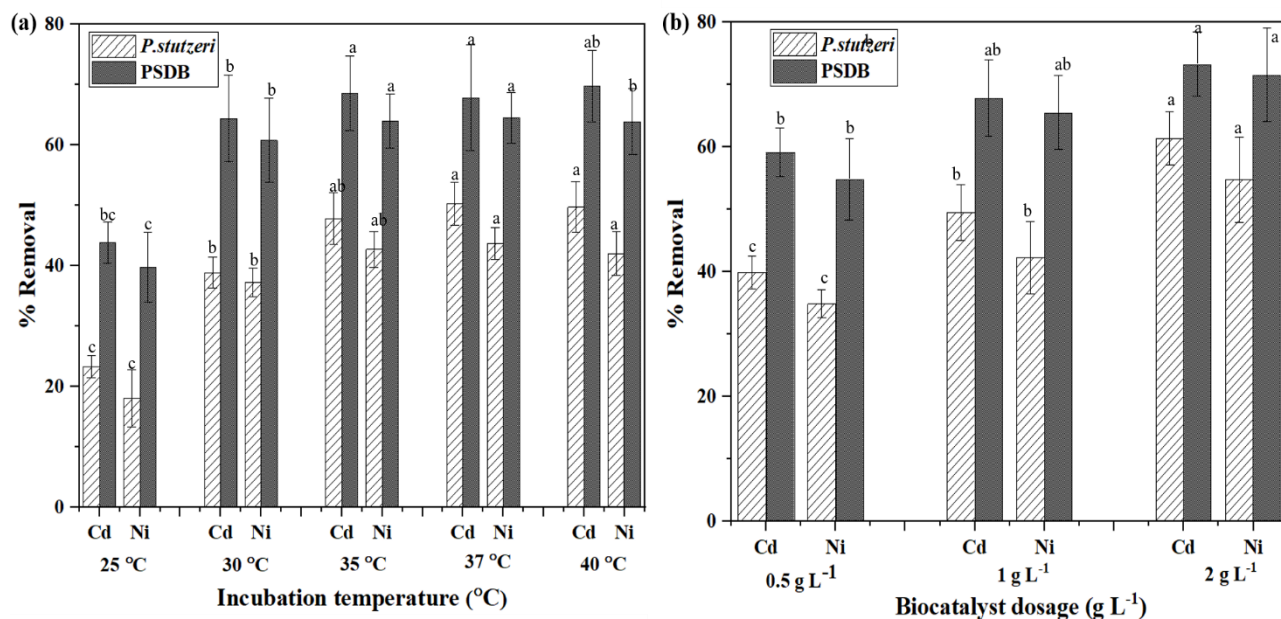 (a)
80
60
40
20
0
% Removal
P.stutzeri
PSDB
c bc c c
b b b b
ab a ab a
a a a a
a ab a b
Cd Ni Cd Ni Cd Ni Cd Ni Cd Ni
25 °C 30 °C 35 °C 37 °C 40 °C
Incubation temperature (°C)
(b)
80
60
40
20
0
% Removal
P.stutzeri
PSDB
b
c b c b
b ab b ab
a a a a
Cd Ni Cd Ni Cd Ni
0.5 g L⁻¹ 1 g L⁻¹ 2 g L⁻¹
Biocatalyst dosage (g L⁻¹)